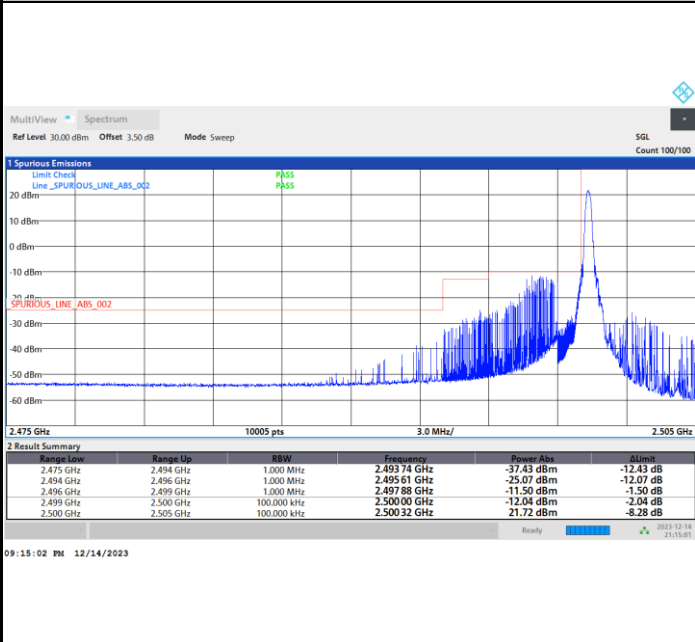 MultiView Spectrum
Ref Level 30.00 dBm Offset 3.50 dB Mode Sweep SGL
Count 100/100
1 Spurious Emissions
Limit Check PASS
Line _SPURIOUS_LINE_ABS_002 PASS
20 dBm
10 dBm
0 dBm
-10 dBm
-20 dBm
_SPURIOUS_LINE_ABS_002
-30 dBm
-40 dBm
-50 dBm
-60 dBm
2.475 GHz 10005 pts 3.0 MHz/ 2.505 GHz
2 Result Summary
Range Low Range Up RBW Frequency Power Abs ΔLimit
2.475 GHz 2.494 GHz 1.000 MHz 2.493 74 GHz -37.43 dBm -12.43 dB
2.494 GHz 2.496 GHz 1.000 MHz 2.495 61 GHz -25.07 dBm -12.07 dB
2.496 GHz 2.499 GHz 1.000 MHz 2.497 88 GHz -11.50 dBm -1.50 dB
2.499 GHz 2.500 GHz 100.000 kHz 2.500 00 GHz -12.04 dBm -2.04 dB
2.500 GHz 2.505 GHz 100.000 kHz 2.500 32 GHz 21.72 dBm -8.28 dB
Ready 2023-12-14
21:15:01
09:15:02 PM 12/14/2023